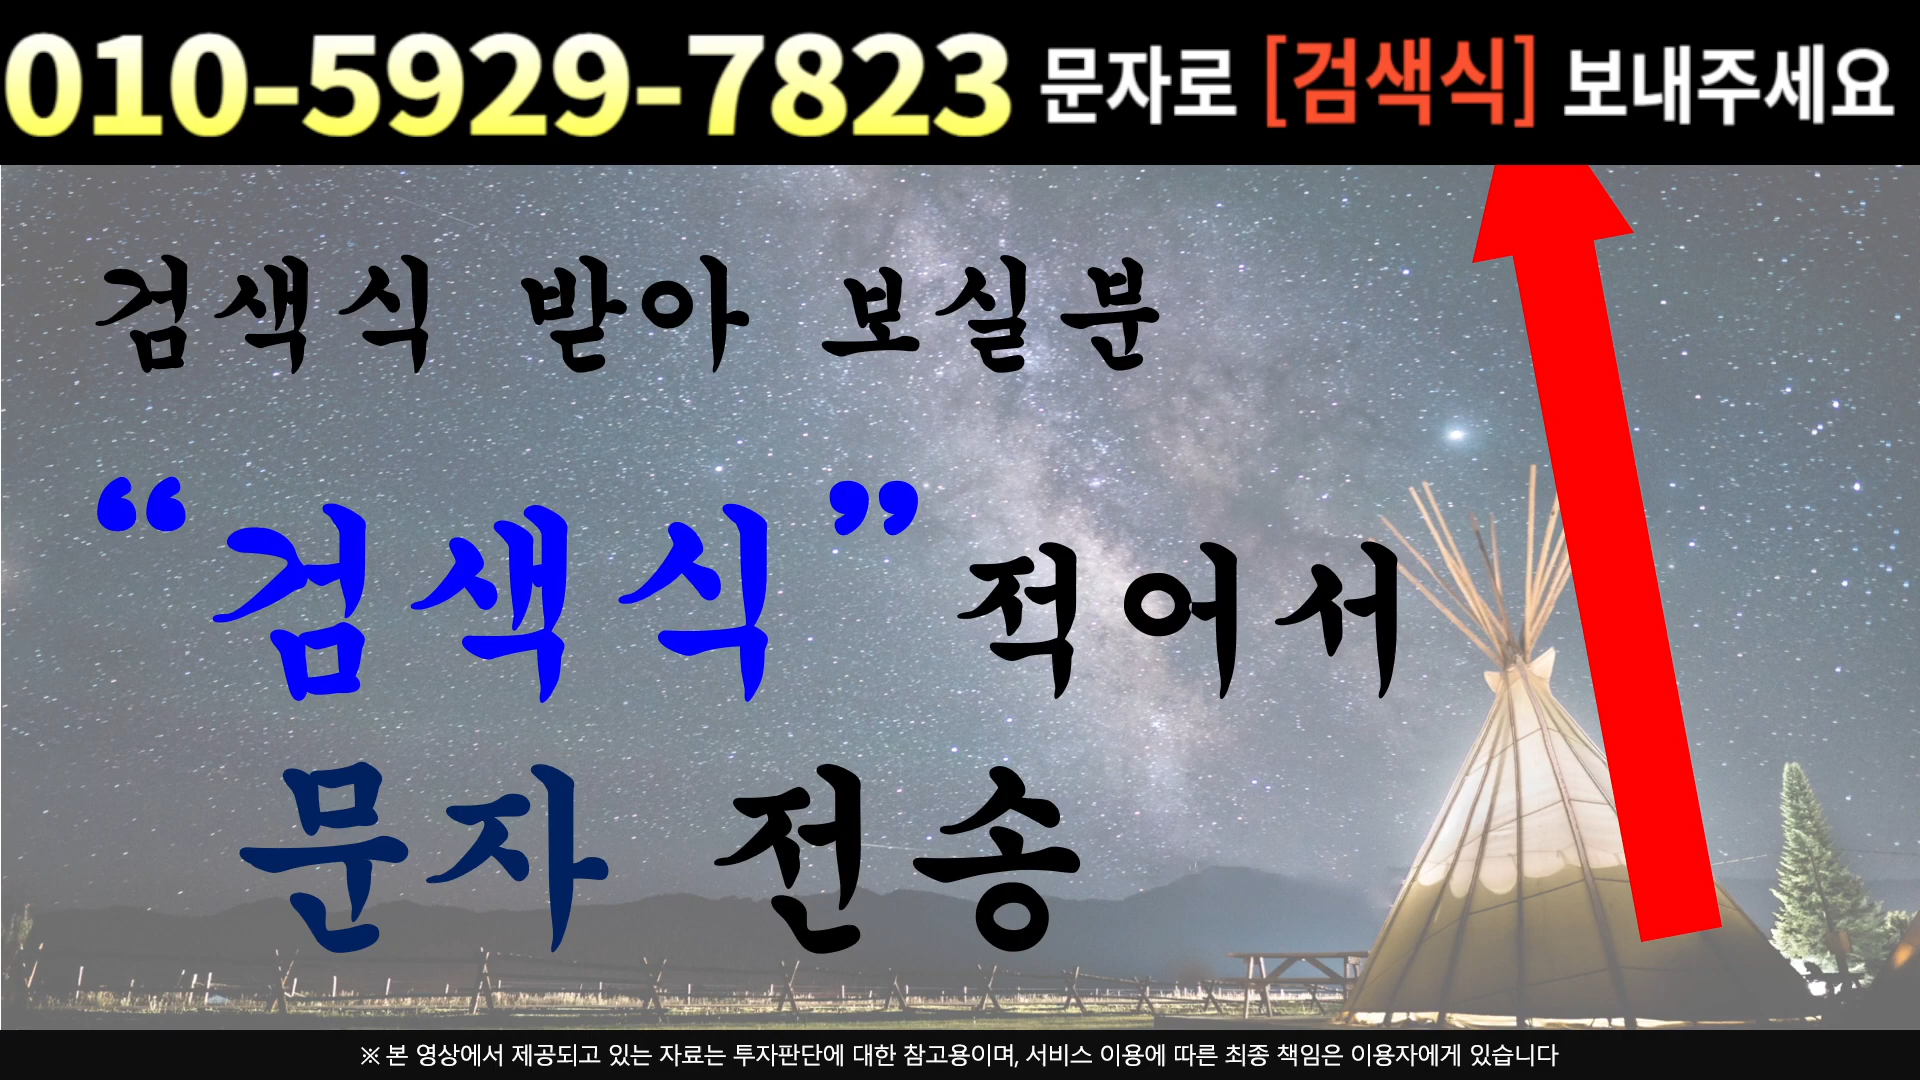 010-5929-7823 문자로 [검색식] 보내주세요
검색식 받아 보실분
“검색식” 적어서
문자 전송
※ 본 영상에서 제공되고 있는 자료는 투자판단에 대한 참고용이며, 서비스 이용에 따른 최종 책임은 이용자에게 있습니다